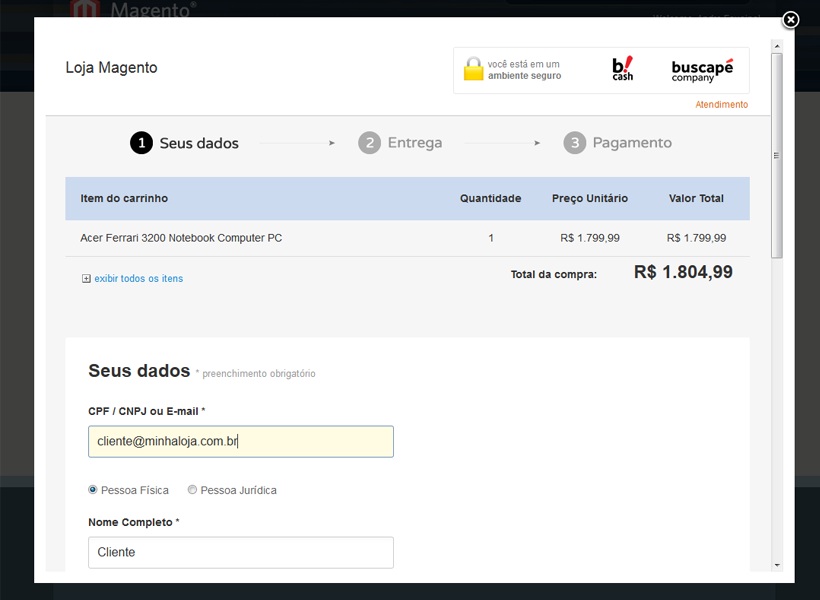 Magento®
Loja Magento
você está em um
ambiente seguro
b!
cash
buscapé
company
Atendimento
1 Seus dados
2 Entrega
3 Pagamento
Item do carrinho Quantidade Preço Unitário Valor Total
Acer Ferrari 3200 Notebook Computer PC 1 R$ 1.799,99 R$ 1.799,99
exibir todos os itens Total da compra: R$ 1.804,99
Seus dados * preenchimento obrigatório
CPF / CNPJ ou E-mail *
cliente@minhaloja.com.br
Pessoa Física Pessoa Jurídica
Nome Completo *
Cliente